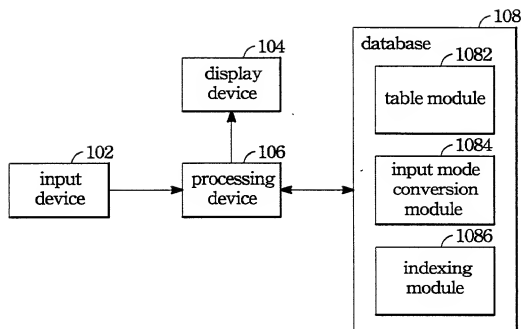 108
104
database
1082
display
device
table module
102
106
1084
input
device
processing
device
input mode
conversion
module
1086
indexing
module